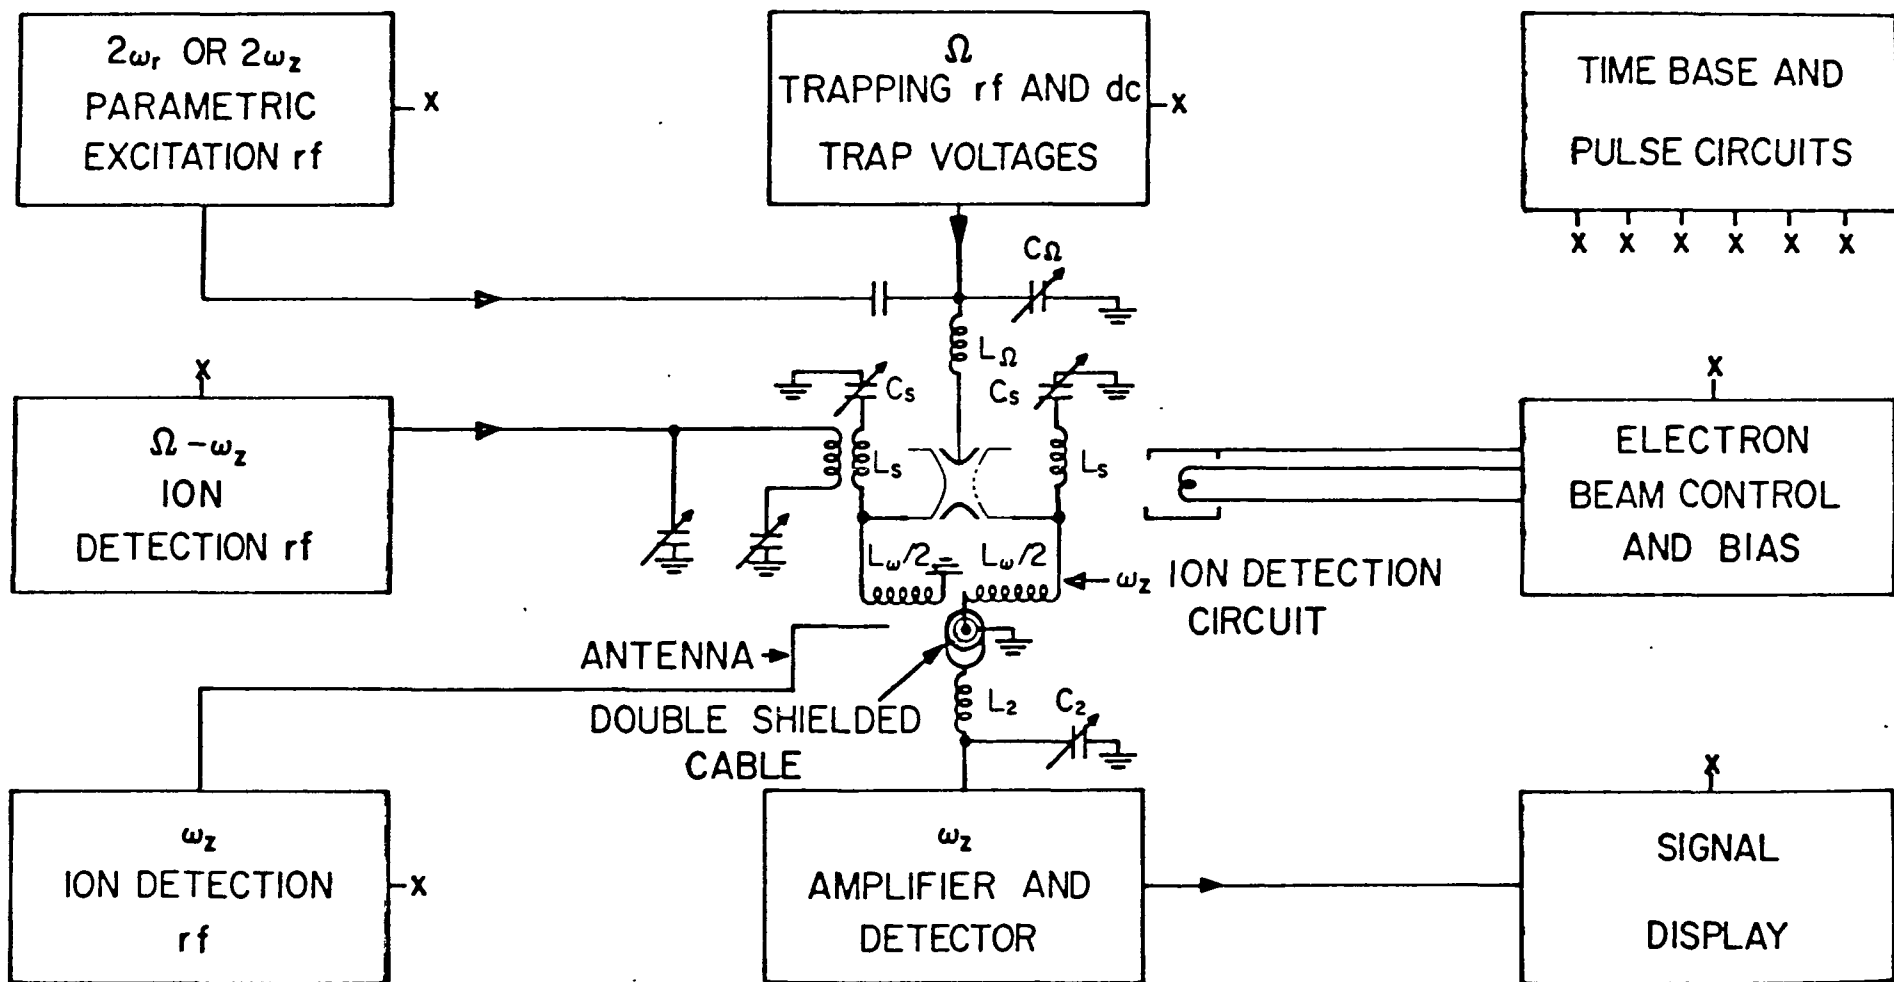 2ωr OR 2ωz
PARAMETRIC
EXCITATION rf
X
Ω
TRAPPING rf AND dc
TRAP VOLTAGES
X
TIME BASE AND
PULSE CIRCUITS
X X X X X X
CΩ
LΩ
X
Ω-ωz
ION
DETECTION rf
Cs
Cs
Ls
Ls
X
ELECTRON
BEAM CONTROL
AND BIAS
Lω/2
Lω/2
ωz ION DETECTION
CIRCUIT
ANTENNA
DOUBLE SHIELDED
CABLE
L2
C2
ωz
ION DETECTION
rf
X
ωz
AMPLIFIER AND
DETECTOR
X
SIGNAL
DISPLAY